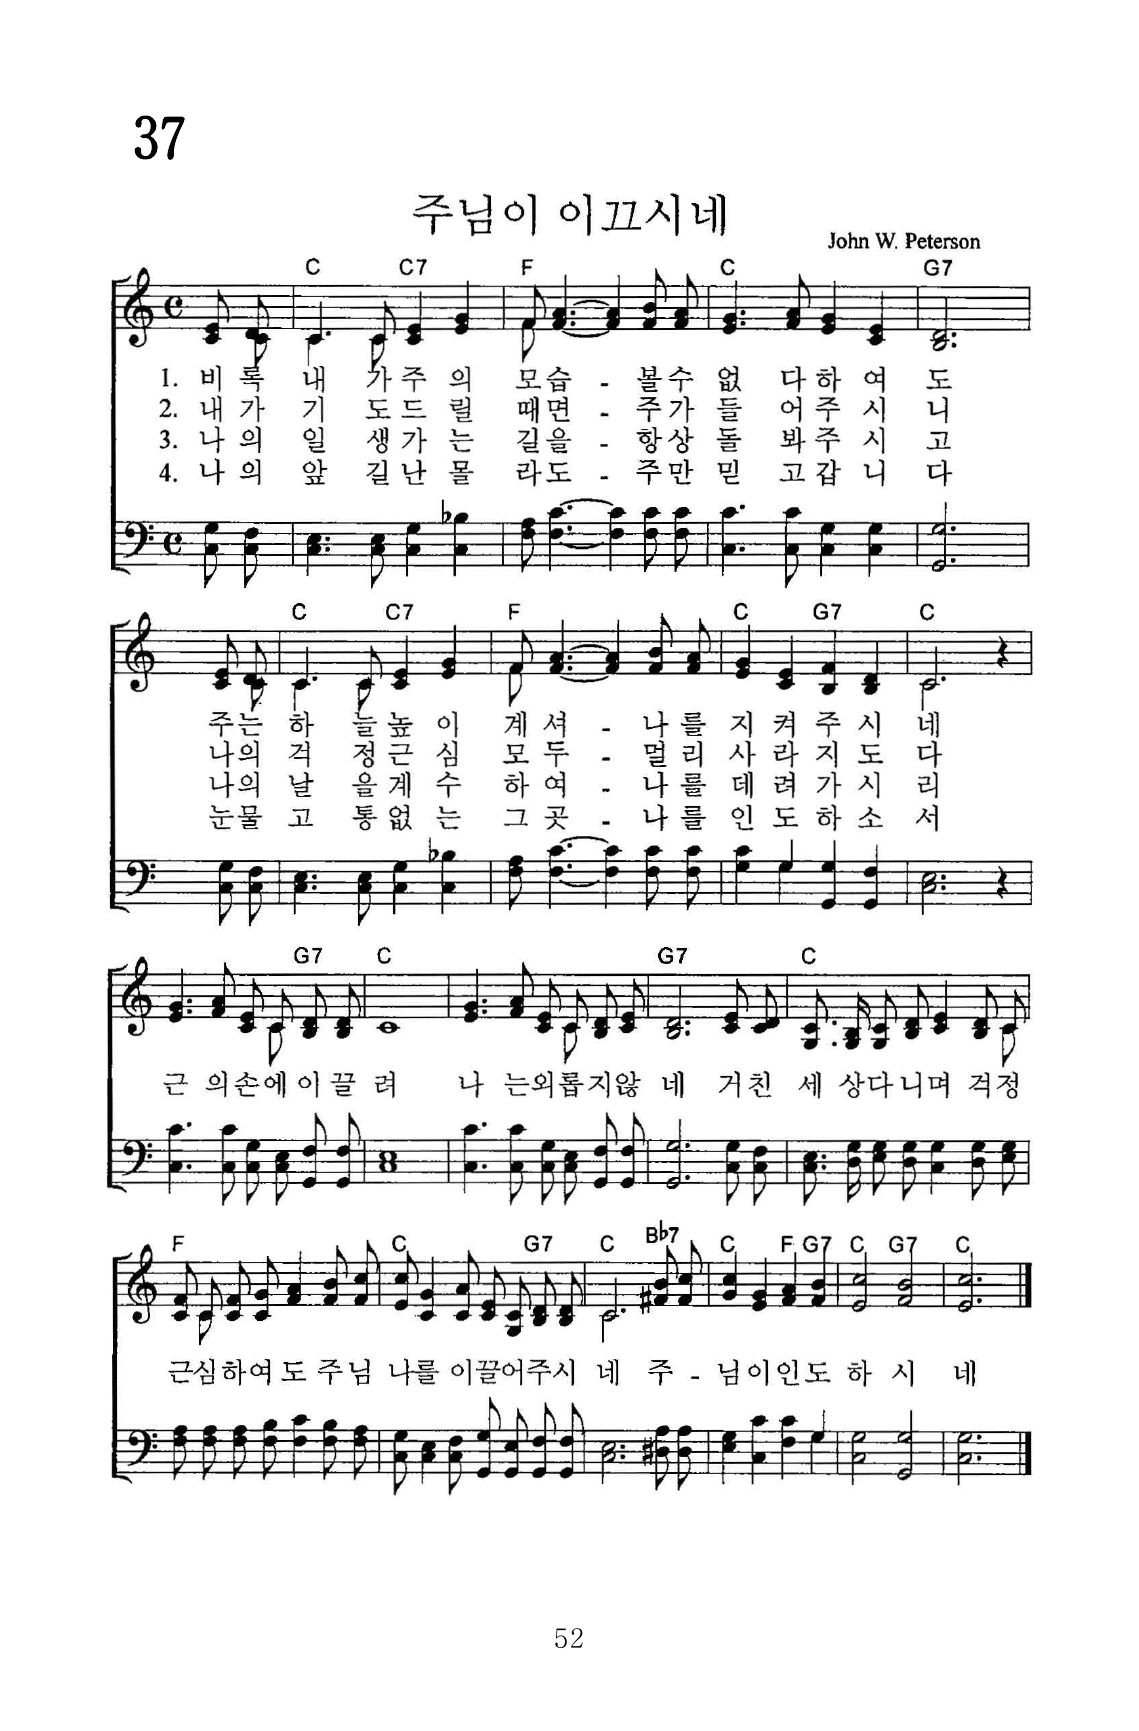 37
주님이 이끄시네
John W. Peterson
C C7 F C G7
1. 비 록 내 가 주 의 모 습 - 볼 수 없 다 하 여 도
2. 내 가 기 도 드 릴 때 면 - 주 가 들 어 주 시 니
3. 나 의 일 생 가 는 길 을 - 항 상 돌 봐 주 시 고
4. 나 의 앞 길 난 몰 라 도 - 주 만 믿 고 갑 니 다
C C7 F C G7 C
주 는 하 늘 높 이 계 셔 - 나 를 지 켜 주 시 네
나 의 걱 정 근 심 모 두 - 멀 리 사 라 지 도 다
나 의 날 을 계 수 하 여 - 나 를 데 려 가 시 리
눈 물 고 통 없 는 그 곳 - 나 를 인 도 하 소 서
G7 C G7 C
근 의 손 에 이 끌 려 나 는 외 롭 지 않 네 거 친 세 상 다 니 며 걱 정
F C G7 C B♭7 C F G7 C G7 C
근 심 하 여 도 주 님 나 를 이 끌 어 주 시 네 주 - 님 이 인 도 하 시 네
52